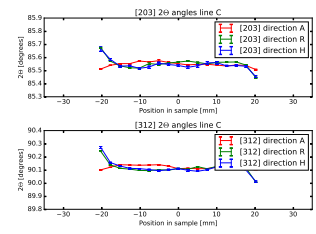 [203] 2Θ angles line C
85.9
85.8
85.7
85.6
85.5
85.4
85.3
2Θ [degrees]
[203] direction A
[203] direction R
[203] direction H
−30 −20 −10 0 10 20 30
Position in sample [mm]
[312] 2Θ angles line C
90.4
90.3
90.2
90.1
90.0
89.9
89.8
2Θ [degrees]
[312] direction A
[312] direction R
[312] direction H
−30 −20 −10 0 10 20 30
Position in sample [mm]